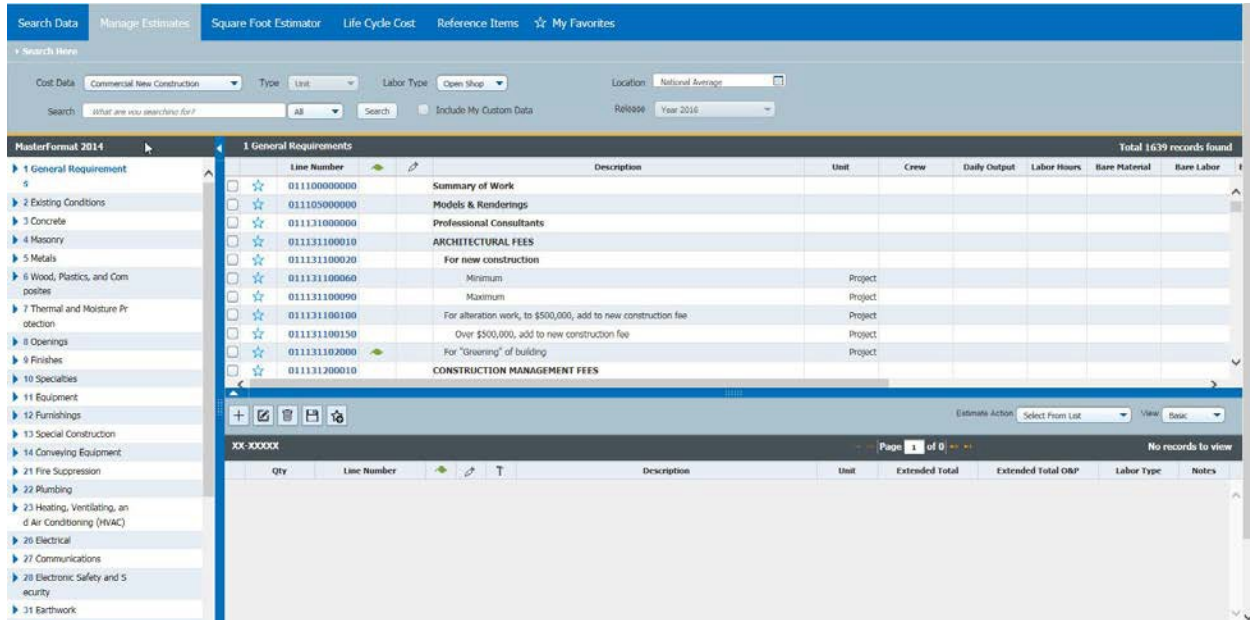 Search Data Manage Estimates Square Foot Estimator Life Cycle Cost Reference Items My Favorites
Search Here
Cost Data Commercial New Construction Type Unit Labor Type Open Shop Location National Average
Search What are you searching for? All Search Include My Custom Data Release Year 2016
MasterFormat 2014
1 General Requirement
s
2 Existing Conditions
3 Concrete
4 Masonry
5 Metals
6 Wood, Plastics, and Com
posites
7 Thermal and Moisture Pr
otection
8 Openings
9 Finishes
10 Specialties
11 Equipment
12 Furnishings
13 Special Construction
14 Conveying Equipment
21 Fire Suppression
22 Plumbing
23 Heating, Ventilating, an
d Air Conditioning (HVAC)
26 Electrical
27 Communications
28 Electronic Safety and S
ecurity
31 Earthwork
1 General Requirements Total 1639 records found
Line Number Description Unit Crew Daily Output Labor Hours Bare Material Bare Labor
011100000000 Summary of Work
011105000000 Models & Renderings
011131000000 Professional Consultants
011131100010 ARCHITECTURAL FEES
011131100020 For new construction
011131100060 Minimum Project
011131100090 Maximum Project
011131100100 For alteration work, to $500,000, add to new construction fee Project
011131100150 Over $500,000, add to new construction fee Project
011131102000 For "Greening" of building Project
011131200010 CONSTRUCTION MANAGEMENT FEES
Estimate Action Select From List View Basic
XX-XXXXX Page 1 of 0 No records to view
Qty Line Number T Description Unit Extended Total Extended Total O&P Labor Type Notes